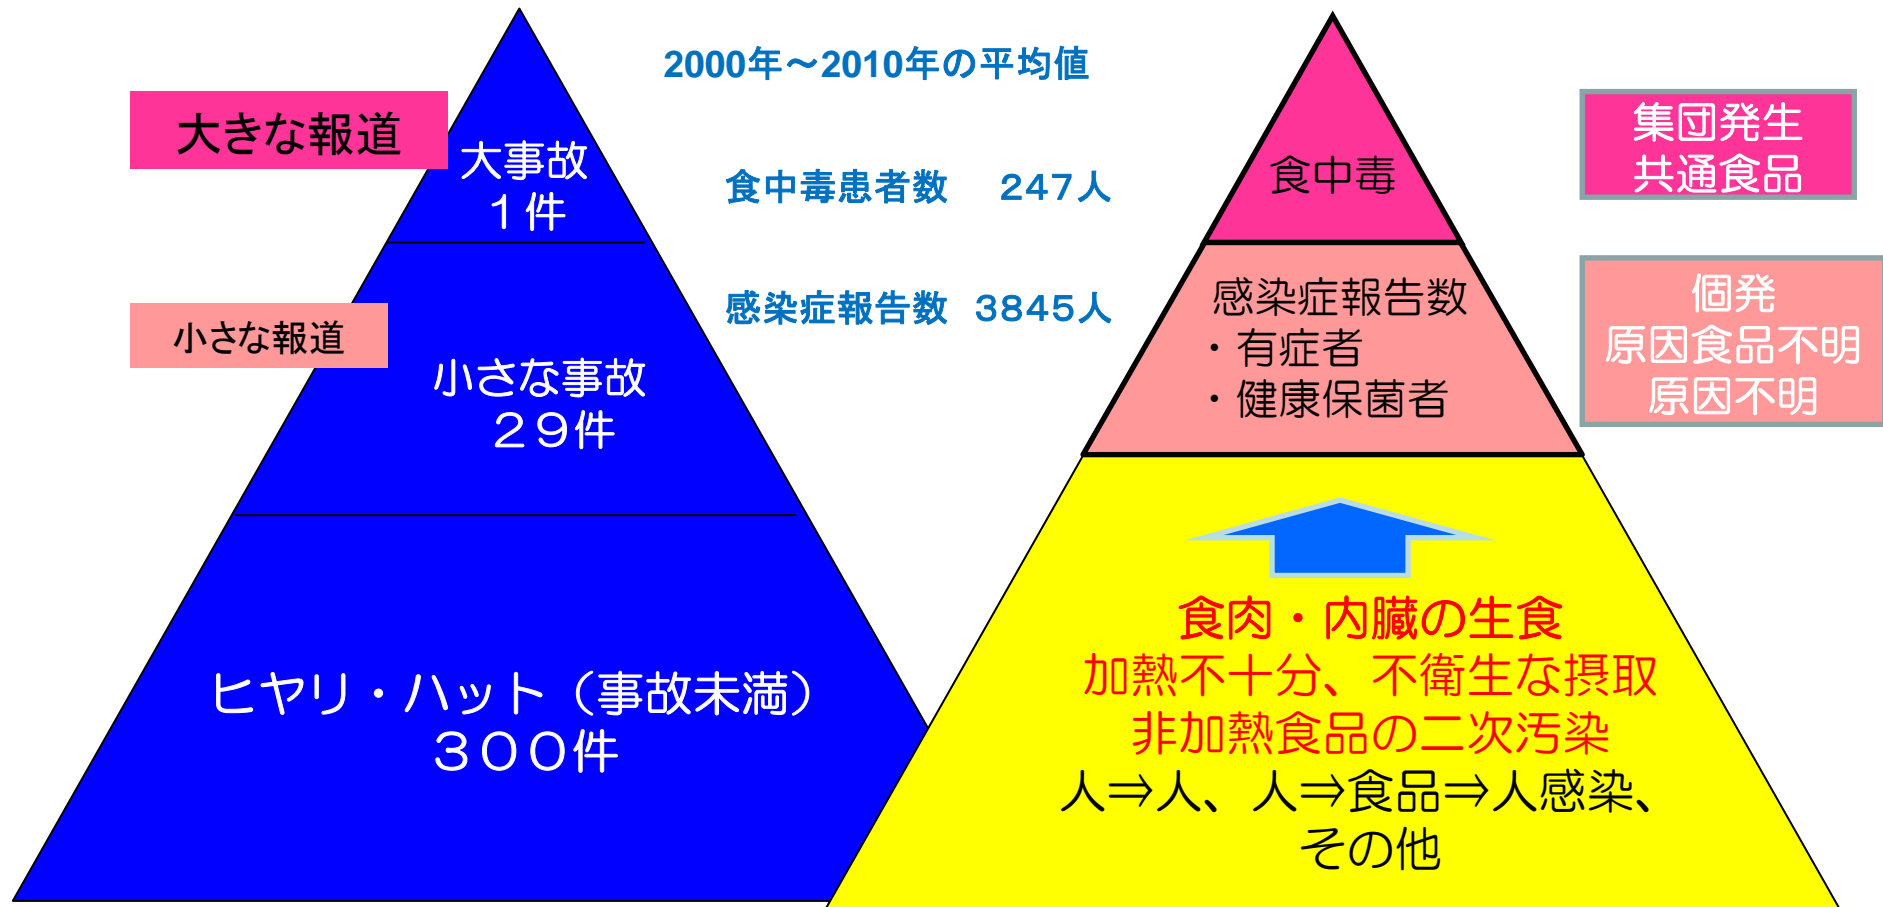 大きな報道
大事故
１件
小さな報道
小さな事故
２９件
ヒヤリ・ハット（事故未満）
３００件
2000年～2010年の平均値
食中毒患者数　２４７人
感染症報告数　３８４５人
食中毒
感染症報告数
・有症者
・健康保菌者
食肉・内臓の生食
加熱不十分、不衛生な摂取
非加熱食品の二次汚染
人⇒人、人⇒食品⇒人感染、
その他
集団発生
共通食品
個発
原因食品不明
原因不明